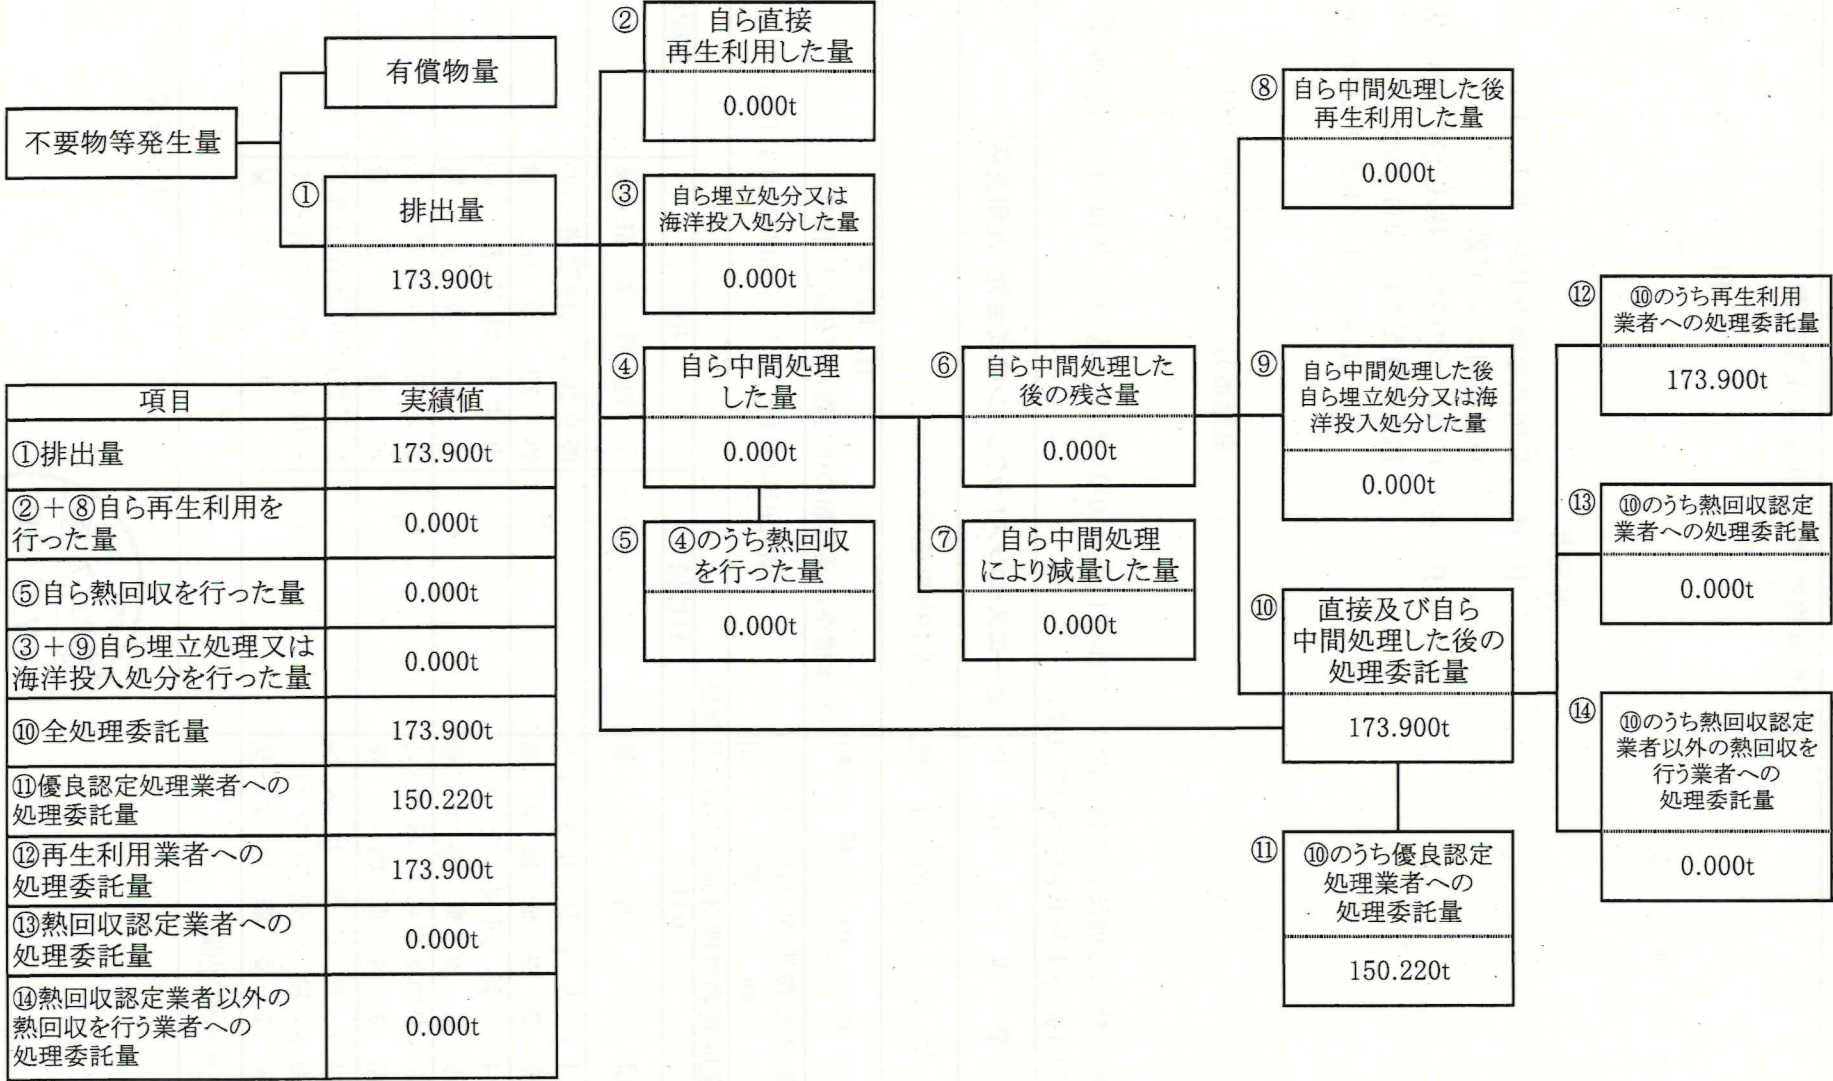 不要物等発生量
有償物量
①
排出量
173.900t
②
自ら直接
再生利用した量
0.000t
③
自ら埋立処分又は
海洋投入処分した量
0.000t
④
自ら中間処理
した量
0.000t
⑤
④のうち熱回収
を行った量
0.000t
⑥
自ら中間処理した
後の残さ量
0.000t
⑦
自ら中間処理
により減量した量
0.000t
⑧
自ら中間処理した後
再生利用した量
0.000t
⑨
自ら中間処理した後
自ら埋立処分又は海
洋投入処分した量
0.000t
⑩
直接及び自ら
中間処理した後の
処理委託量
173.900t
⑪
⑩のうち優良認定
処理業者への
処理委託量
150.220t
⑫
⑩のうち再生利用
業者への処理委託量
173.900t
⑬
⑩のうち熱回収認定
業者への処理委託量
0.000t
⑭
⑩のうち熱回収認定
業者以外の熱回収を
行う業者への
処理委託量
0.000t
項目 実績値
①排出量 173.900t
②＋⑧自ら再生利用を
行った量 0.000t
⑤自ら熱回収を行った量 0.000t
③＋⑨自ら埋立処理又は
海洋投入処分を行った量 0.000t
⑩全処理委託量 173.900t
⑪優良認定処理業者への
処理委託量 150.220t
⑫再生利用業者への
処理委託量 173.900t
⑬熱回収認定業者への
処理委託量 0.000t
⑭熱回収認定業者以外の
熱回収を行う業者への
処理委託量 0.000t